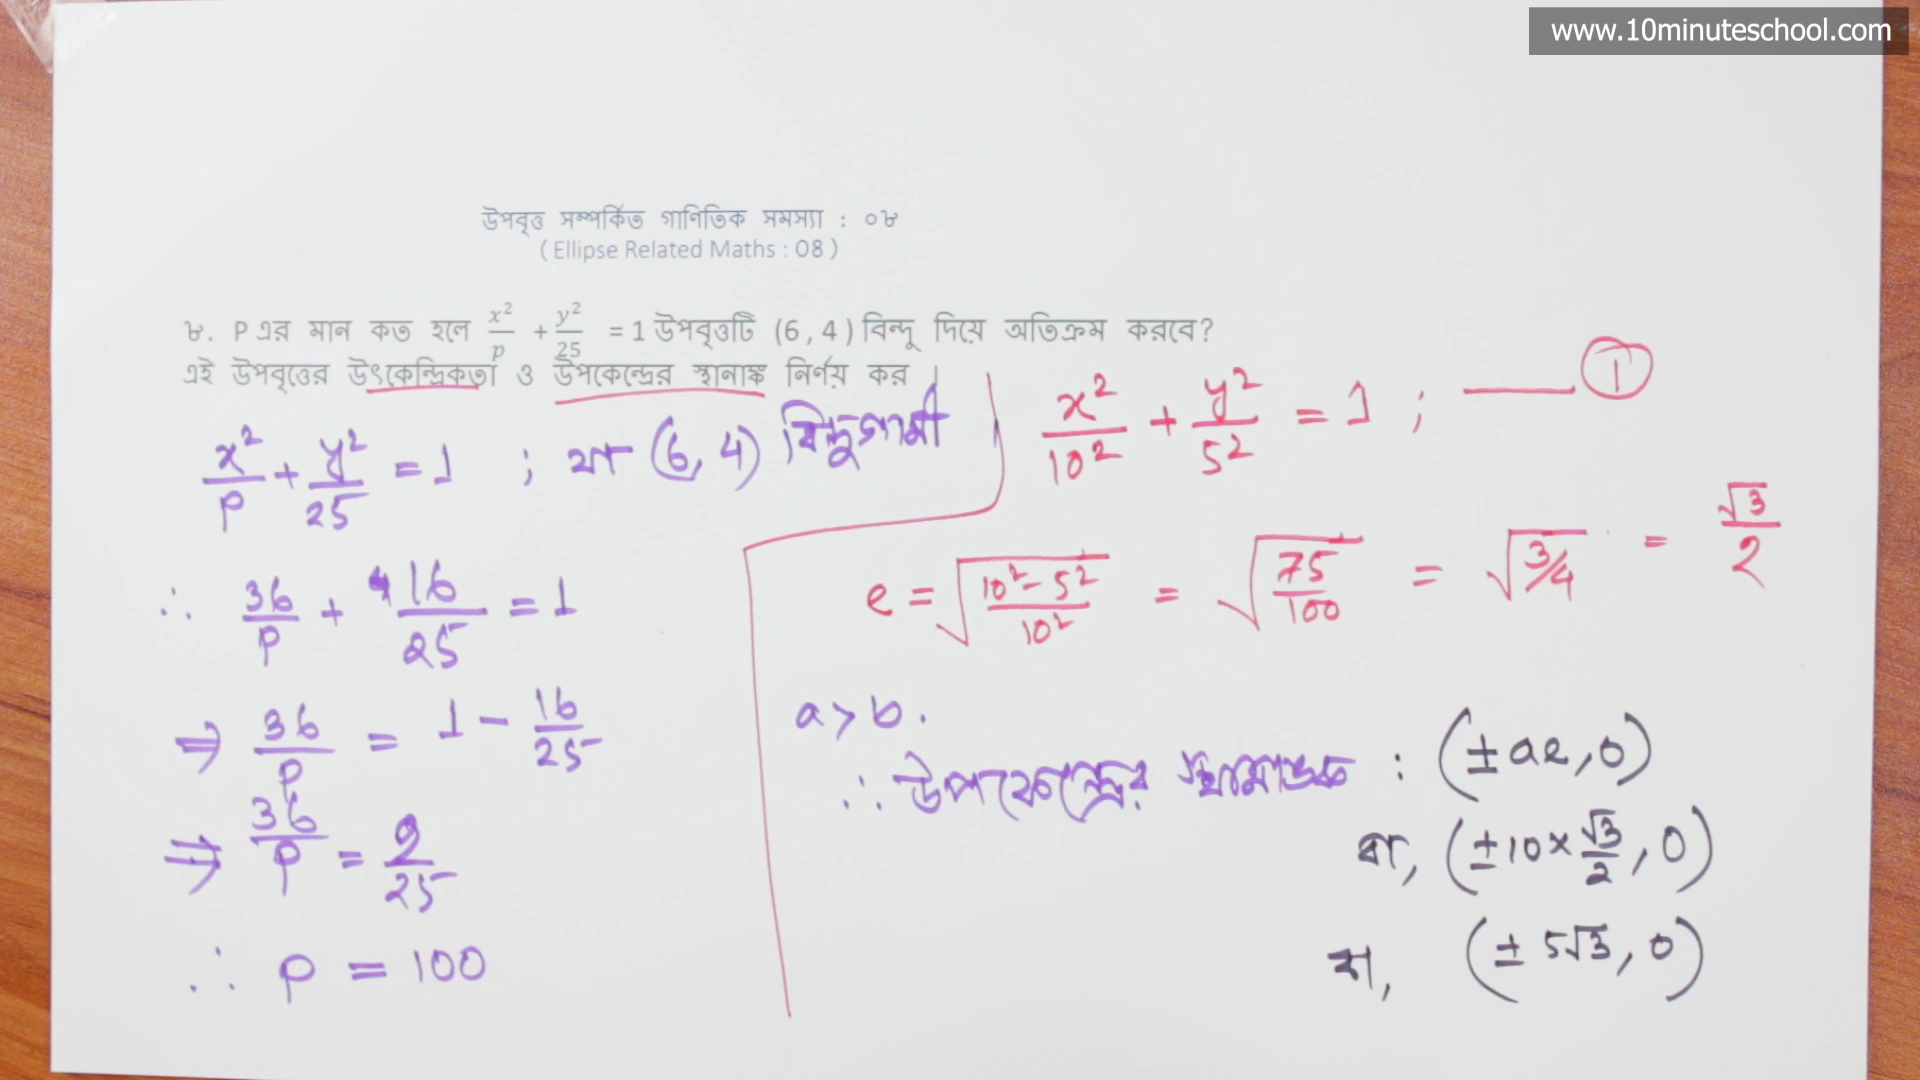 www.10minuteschool.com
উপবৃত্ত সম্পর্কিত গাণিতিক সমস্যা : ০৮
( Ellipse Related Maths : 08 )
৮. P এর মান কত হলে x²/p + y²/25 = 1 উপবৃত্তটি (6 , 4 ) বিন্দু দিয়ে অতিক্রম করবে?
এই উপবৃত্তের উৎকেন্দ্রিকতা ও উপকেন্দ্রের স্থানাঙ্ক নির্ণয় কর ।
x²/P + y²/25 = 1 ; যা (6, 4) বিন্দুগামী
∴ 36/P + 16/25 = 1
⇒ 36/P = 1 - 16/25
⇒ 36/P = 9/25
∴ P = 100
x²/10² + y²/5² = 1 ; ——— ①
e = √((10² - 5²)/10²) = √(75/100) = √(3/4) = √3/2
a > b.
∴ উপকেন্দ্রের স্থানাঙ্ক : (±ae, 0)
বা, (±10 × √3/2, 0)
বা, (± 5√3, 0)